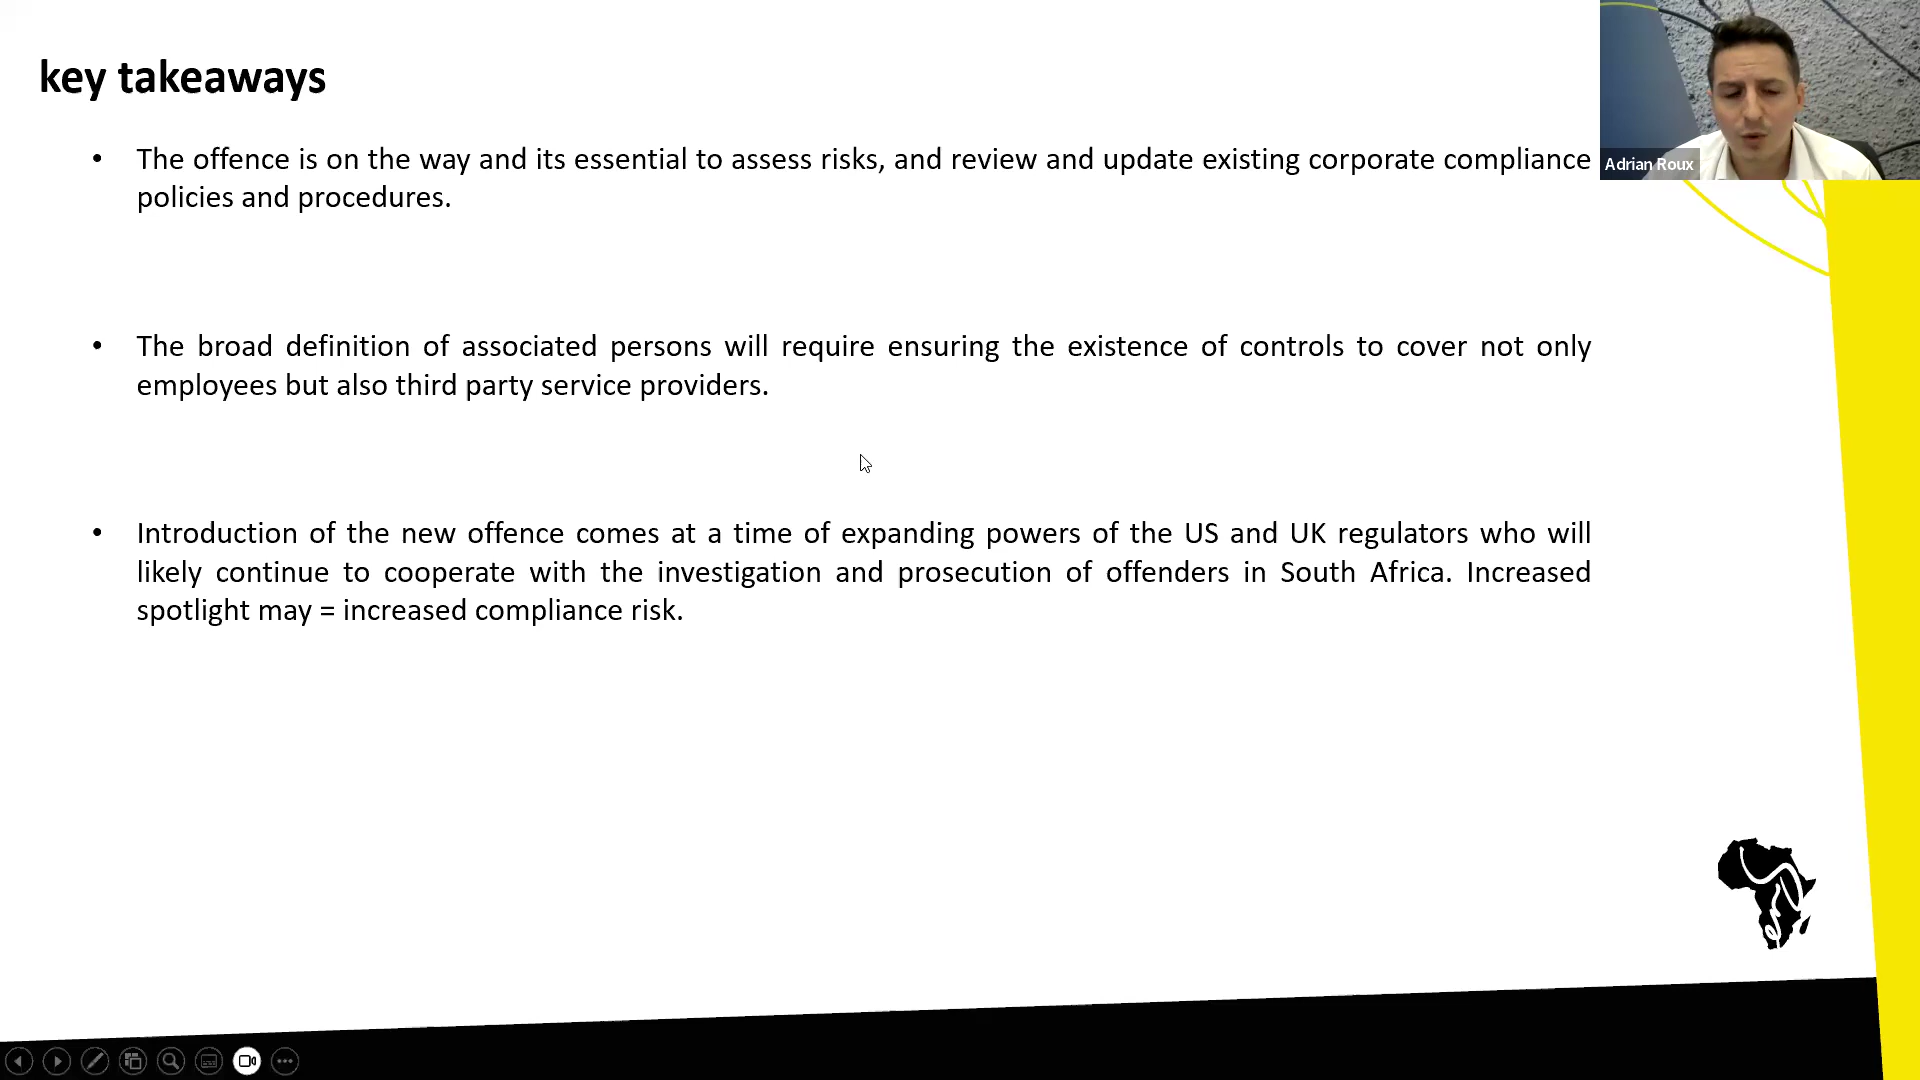 key takeaways
• The offence is on the way and its essential to assess risks, and review and update existing corporate compliance
policies and procedures.
• The broad definition of associated persons will require ensuring the existence of controls to cover not only
employees but also third party service providers.
• Introduction of the new offence comes at a time of expanding powers of the US and UK regulators who will
likely continue to cooperate with the investigation and prosecution of offenders in South Africa. Increased
spotlight may = increased compliance risk.
Adrian Roux